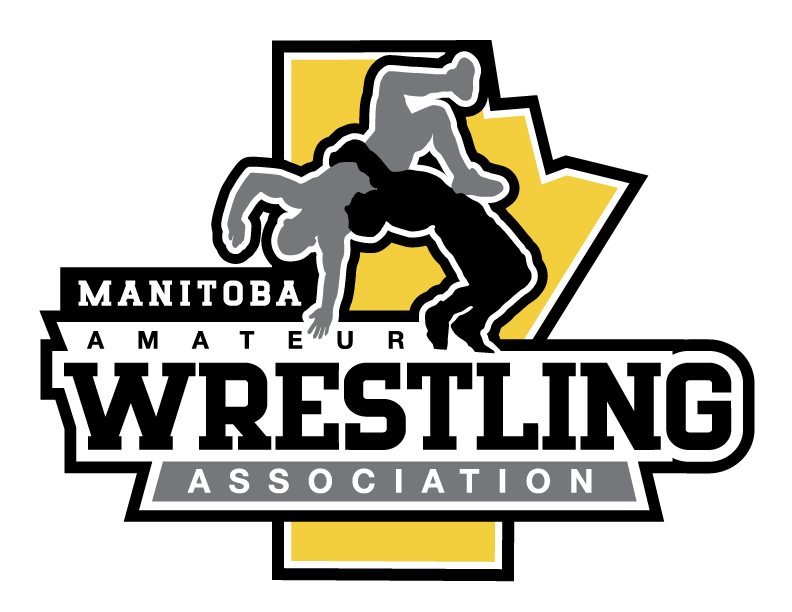 MANITOBA
AMATEUR
WRESTLING
ASSOCIATION